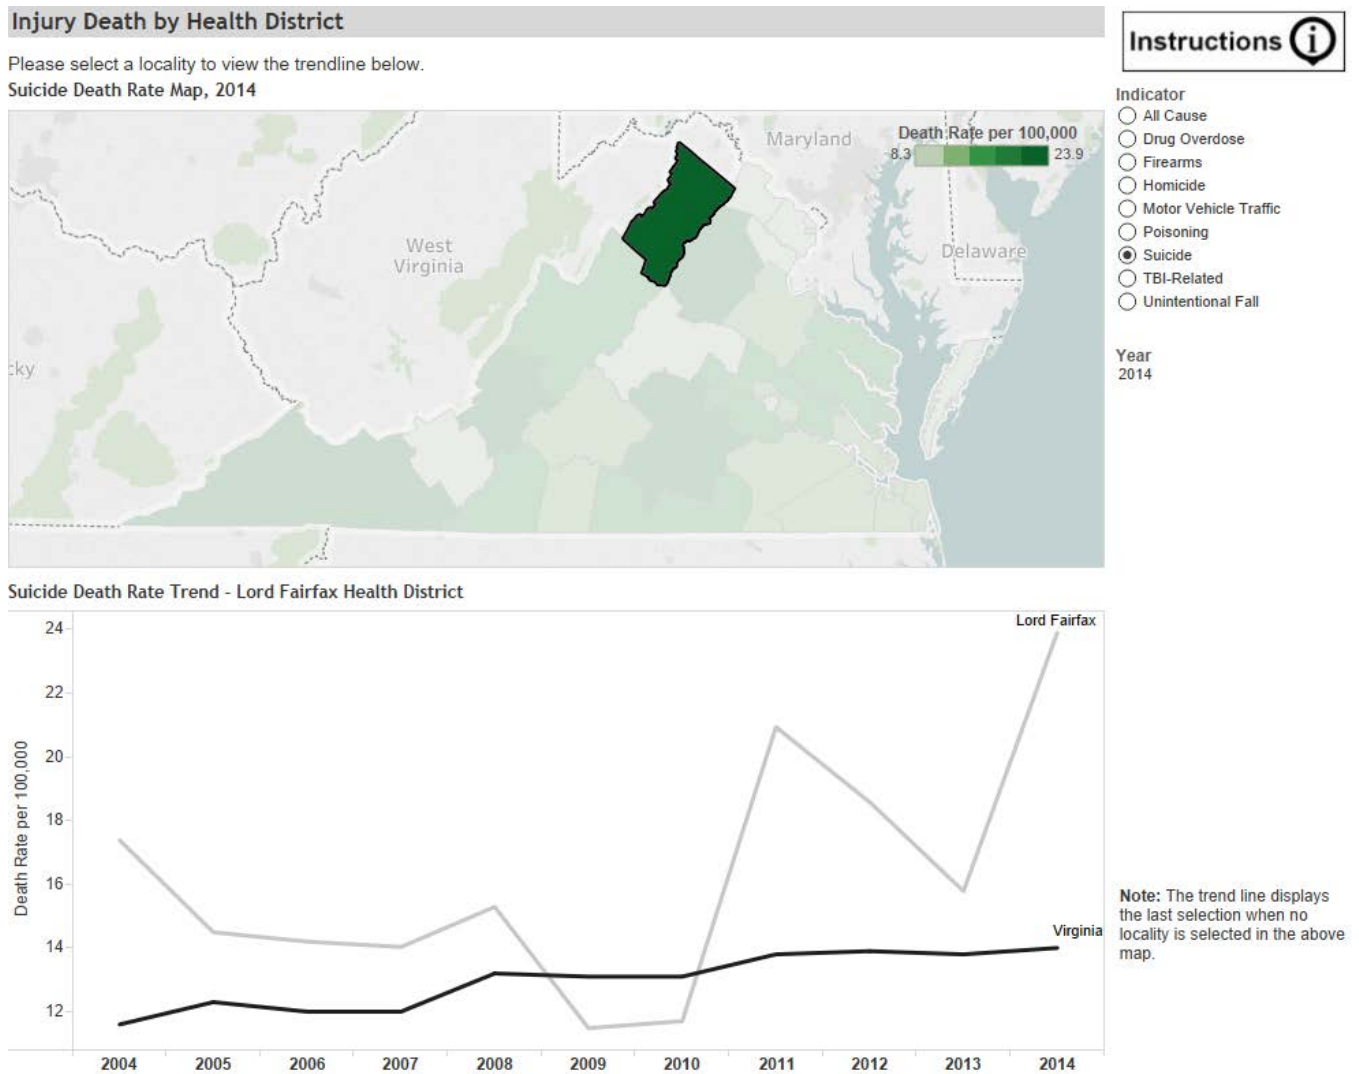 Injury Death by Health District
Instructions i
Please select a locality to view the trendline below.
Suicide Death Rate Map, 2014
Indicator
All Cause
Drug Overdose
Firearms
Homicide
Motor Vehicle Traffic
Poisoning
Suicide
TBI-Related
Unintentional Fall
Year
2014
Maryland
Death Rate per 100,000
8.3 23.9
West
Virginia
Delaware
cky
Suicide Death Rate Trend - Lord Fairfax Health District
Death Rate per 100,000
24
22
20
18
16
14
12
Lord Fairfax
Virginia
2004 2005 2006 2007 2008 2009 2010 2011 2012 2013 2014
Note: The trend line displays
the last selection when no
locality is selected in the above
map.